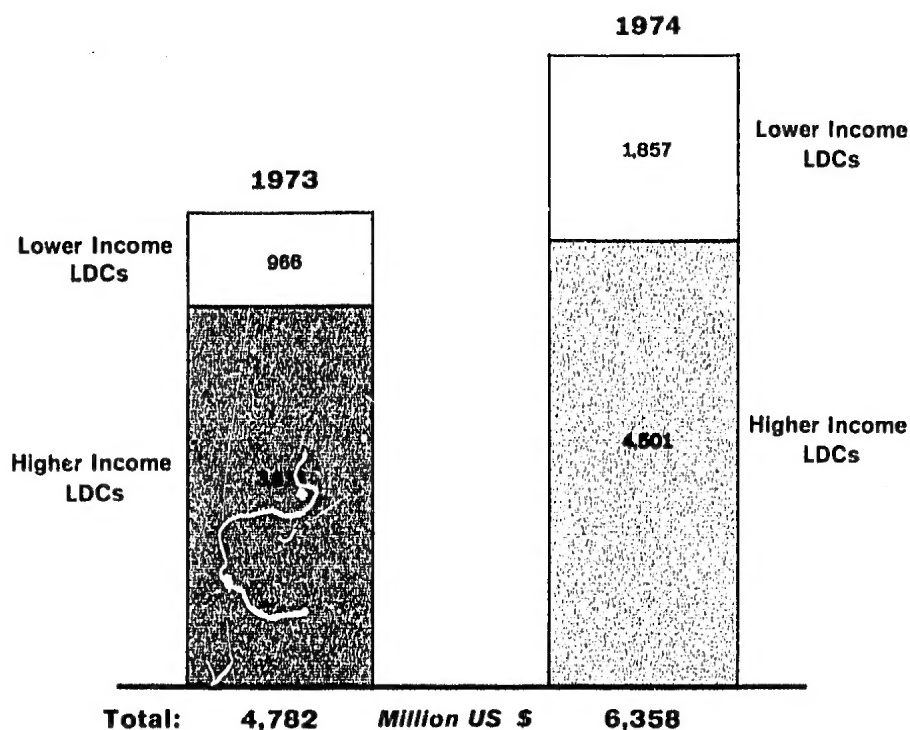 1974
Lower Income
LDCs
1,857
1973
Lower Income
LDCs
966
Higher Income
LDCs
4,501
Higher Income
LDCs
Total: 4,782 Million US $ 6,358